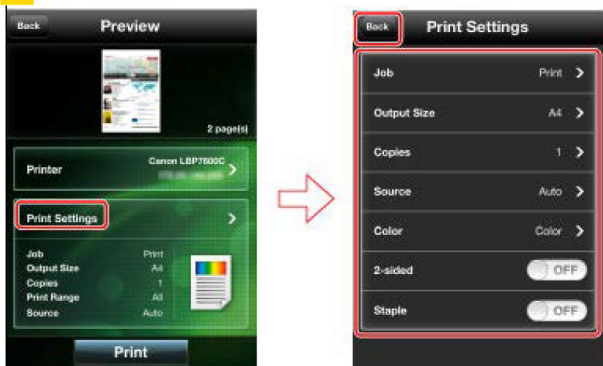 Back Preview
2 page(s)
Printer Canon LBP7600C
Print Settings
Job Print
Output Size A4
Copies 1
Print Range All
Source Auto
Print
Back Print Settings
Job Print
Output Size A4
Copies 1
Source Auto
Color Color
2-sided OFF
Staple OFF